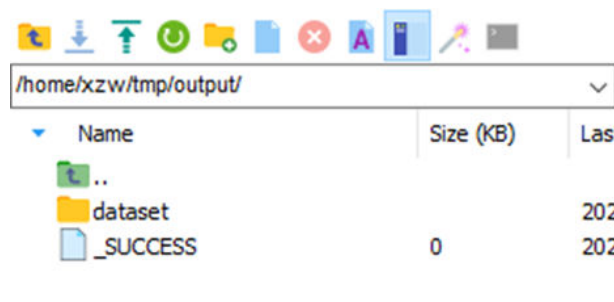 /home/xzw/tmp/output/
Name Size (KB) Las
..
dataset 202
_SUCCESS 0 202